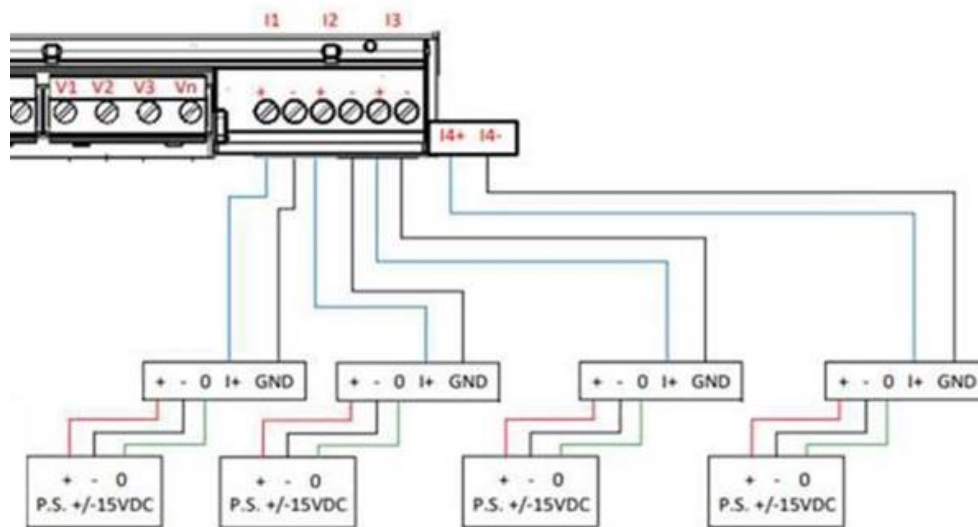 I1 I2 I3
V1 V2 V3 Vn
+ - + - + -
I4+ I4-
+ - 0 I+ GND
+ - 0 I+ GND
+ - 0 I+ GND
+ - 0 I+ GND
+ - 0
P.S. +/-15VDC
+ - 0
P.S. +/-15VDC
+ - 0
P.S. +/-15VDC
+ - 0
P.S. +/-15VDC